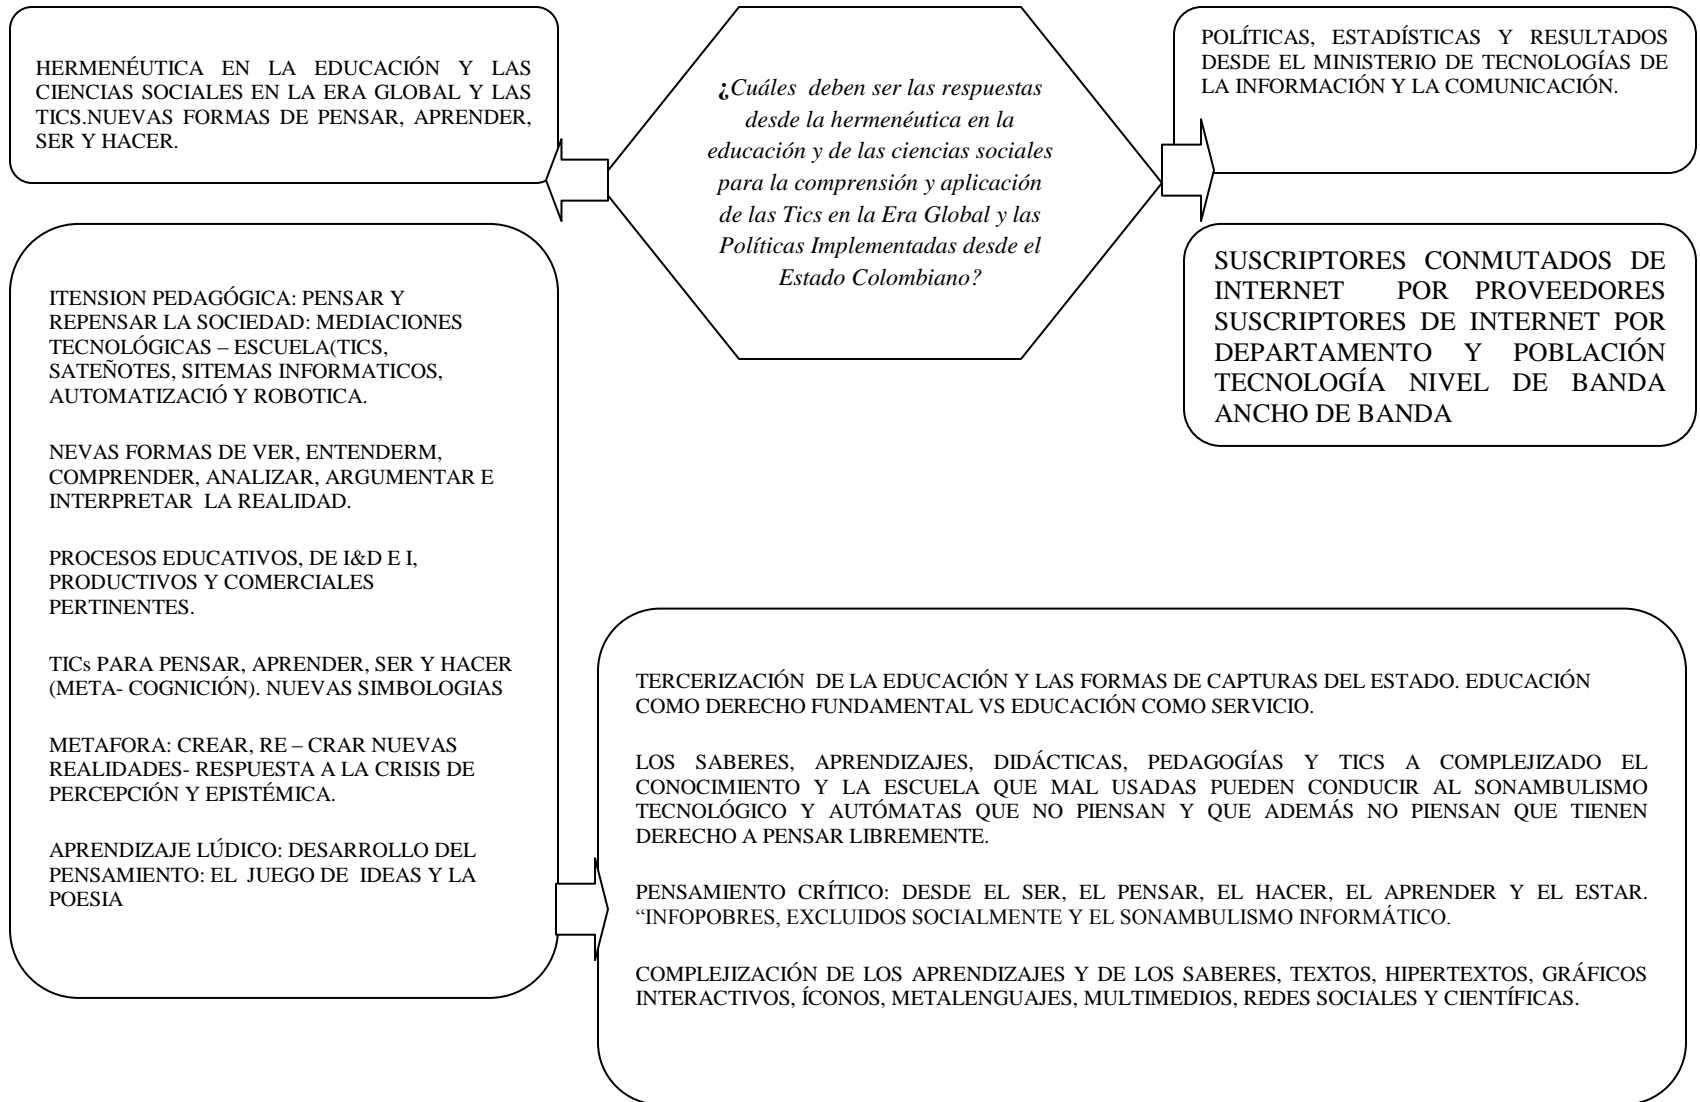 HERMENÉUTICA EN LA EDUCACIÓN Y LAS
CIENCIAS SOCIALES EN LA ERA GLOBAL Y LAS
TICS.NUEVAS FORMAS DE PENSAR, APRENDER,
SER Y HACER.
¿Cuáles deben ser las respuestas
desde la hermenéutica en la
educación y de las ciencias sociales
para la comprensión y aplicación
de las Tics en la Era Global y las
Políticas Implementadas desde el
Estado Colombiano?
POLÍTICAS, ESTADÍSTICAS Y RESULTADOS
DESDE EL MINISTERIO DE TECNOLOGÍAS DE
LA INFORMACIÓN Y LA COMUNICACIÓN.
SUSCRIPTORES CONMUTADOS DE
INTERNET POR PROVEEDORES
SUSCRIPTORES DE INTERNET POR
DEPARTAMENTO Y POBLACIÓN
TECNOLOGÍA NIVEL DE BANDA
ANCHO DE BANDA
ITENSION PEDAGÓGICA: PENSAR Y
REPENSAR LA SOCIEDAD: MEDIACIONES
TECNOLÓGICAS – ESCUELA(TICS,
SATEÑOTES, SITEMAS INFORMATICOS,
AUTOMATIZACIÓ Y ROBOTICA.
NEVAS FORMAS DE VER, ENTENDERM,
COMPRENDER, ANALIZAR, ARGUMENTAR E
INTERPRETAR LA REALIDAD.
PROCESOS EDUCATIVOS, DE I&D E I,
PRODUCTIVOS Y COMERCIALES
PERTINENTES.
TICs PARA PENSAR, APRENDER, SER Y HACER
(META- COGNICIÓN). NUEVAS SIMBOLOGIAS
METAFORA: CREAR, RE – CRAR NUEVAS
REALIDADES- RESPUESTA A LA CRISIS DE
PERCEPCIÓN Y EPISTÉMICA.
APRENDIZAJE LÚDICO: DESARROLLO DEL
PENSAMIENTO: EL JUEGO DE IDEAS Y LA
POESIA
TERCERIZACIÓN DE LA EDUCACIÓN Y LAS FORMAS DE CAPTURAS DEL ESTADO. EDUCACIÓN
COMO DERECHO FUNDAMENTAL VS EDUCACIÓN COMO SERVICIO.
LOS SABERES, APRENDIZAJES, DIDÁCTICAS, PEDAGOGÍAS Y TICS A COMPLEJIZADO EL
CONOCIMIENTO Y LA ESCUELA QUE MAL USADAS PUEDEN CONDUCIR AL SONAMBULISMO
TECNOLÓGICO Y AUTÓMATAS QUE NO PIENSAN Y QUE ADEMÁS NO PIENSAN QUE TIENEN
DERECHO A PENSAR LIBREMENTE.
PENSAMIENTO CRÍTICO: DESDE EL SER, EL PENSAR, EL HACER, EL APRENDER Y EL ESTAR.
“INFOPOBRES, EXCLUIDOS SOCIALMENTE Y EL SONAMBULISMO INFORMÁTICO.
COMPLEJIZACIÓN DE LOS APRENDIZAJES Y DE LOS SABERES, TEXTOS, HIPERTEXTOS, GRÁFICOS
INTERACTIVOS, ÍCONOS, METALENGUAJES, MULTIMEDIOS, REDES SOCIALES Y CIENTÍFICAS.